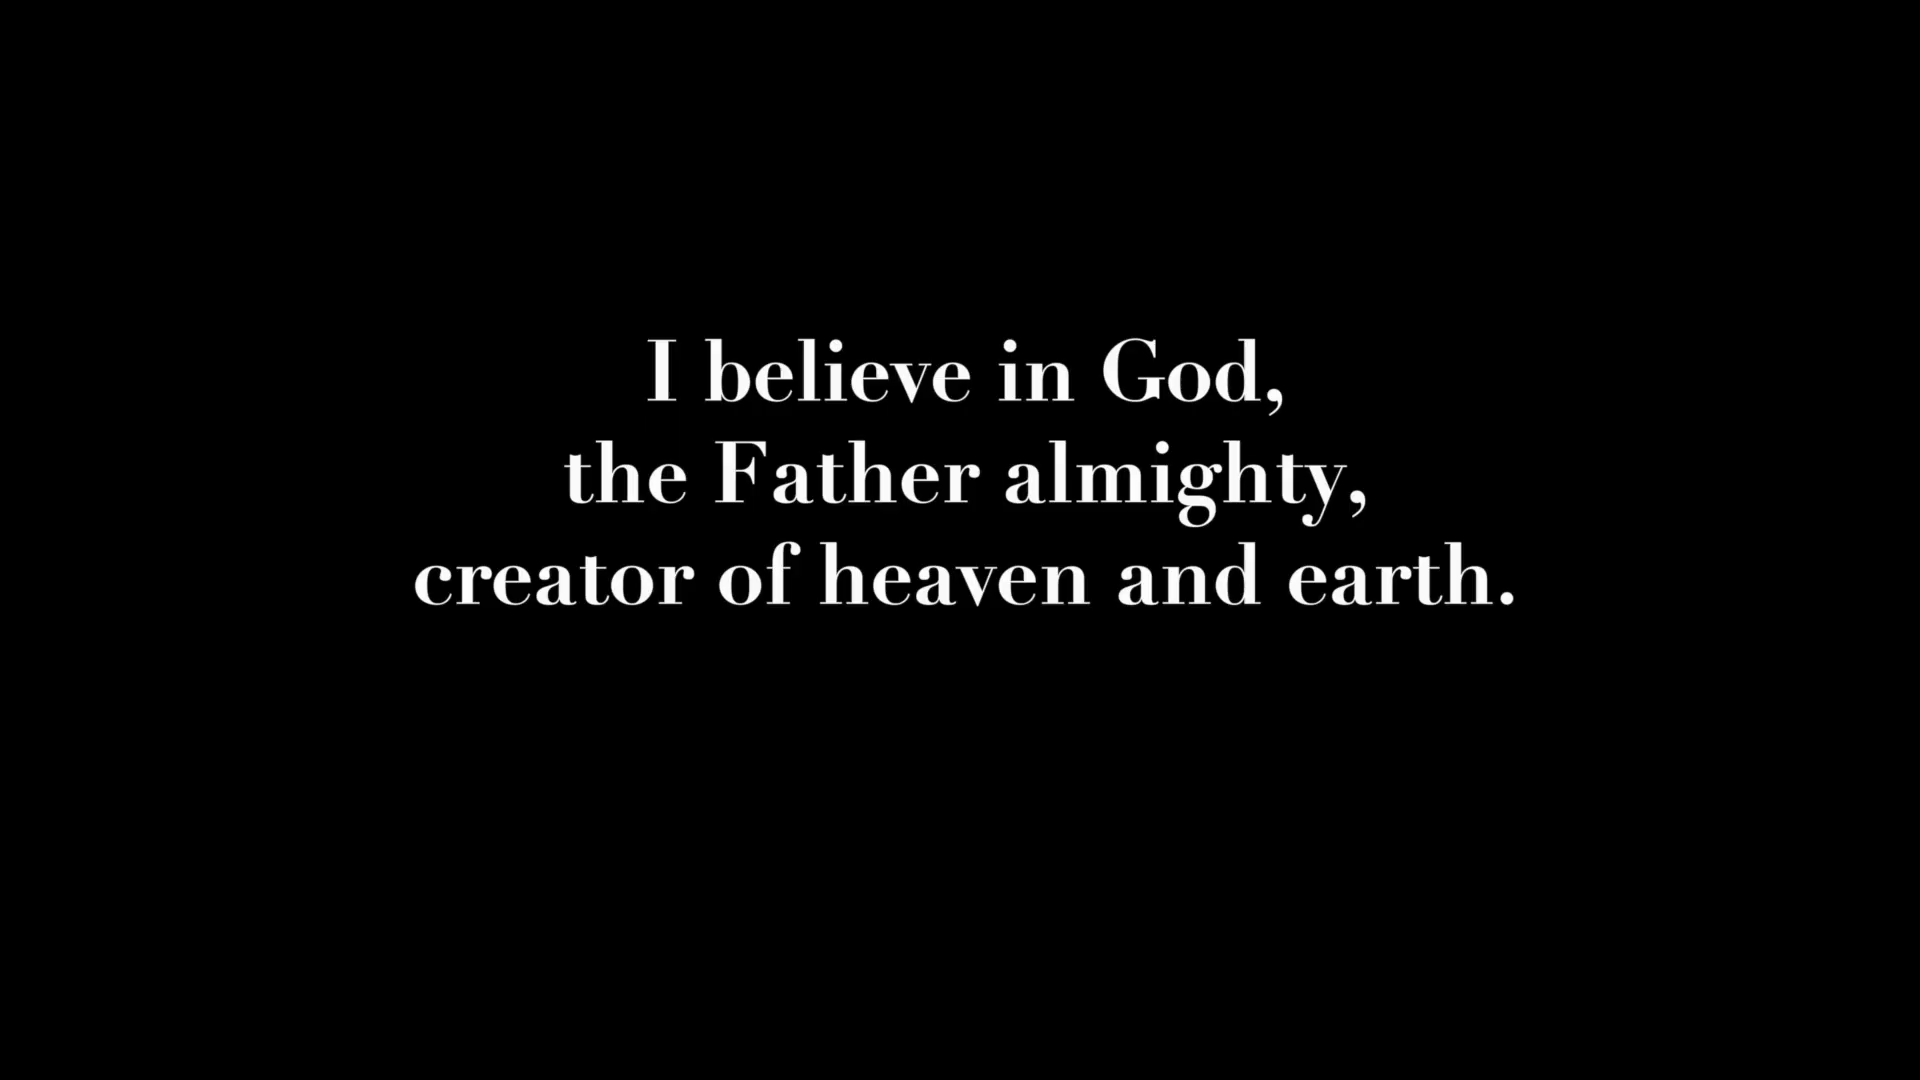 I believe in God,
the Father almighty,
creator of heaven and earth.